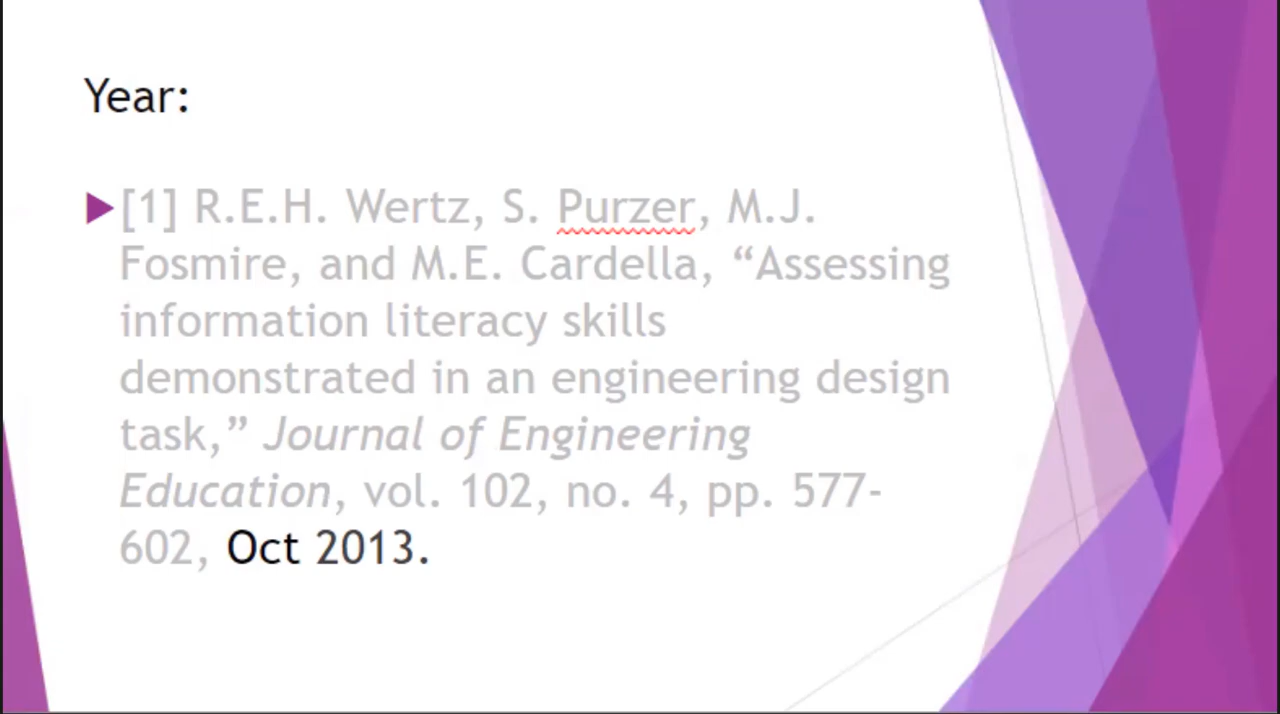 Year:
[1] R.E.H. Wertz, S. Purzer, M.J.
Fosmire, and M.E. Cardella, “Assessing
information literacy skills
demonstrated in an engineering design
task,” Journal of Engineering
Education, vol. 102, no. 4, pp. 577-
602, Oct 2013.